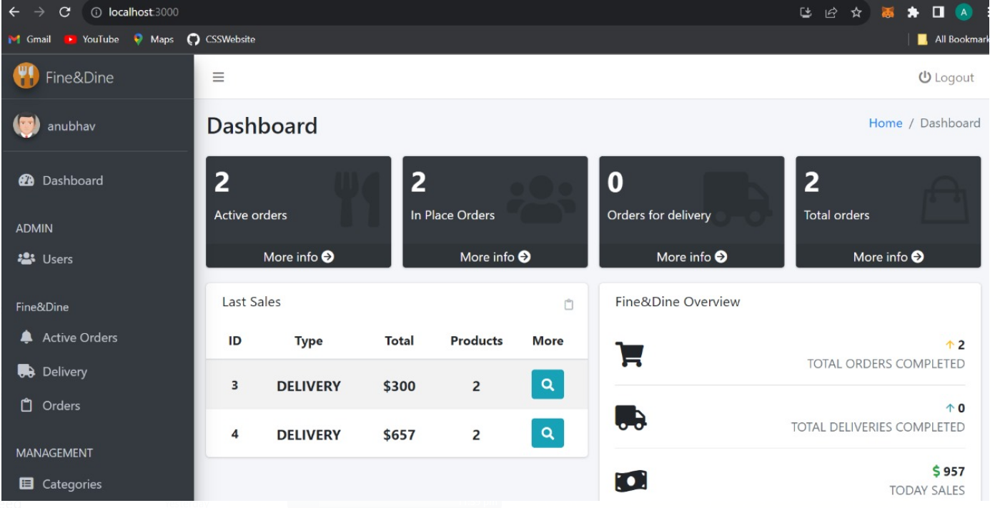 localhost:3000
A
Gmail YouTube Maps CSSWebsite
All Bookmark
Fine&Dine
Logout
anubhav
Dashboard
Home / Dashboard
Dashboard
ADMIN
Users
Fine&Dine
Active Orders
Delivery
Orders
MANAGEMENT
Categories
2
Active orders
More info
2
In Place Orders
More info
0
Orders for delivery
More info
2
Total orders
More info
Last Sales
ID Type Total Products More
3 DELIVERY $300 2
4 DELIVERY $657 2
Fine&Dine Overview
2
TOTAL ORDERS COMPLETED
0
TOTAL DELIVERIES COMPLETED
$ 957
TODAY SALES